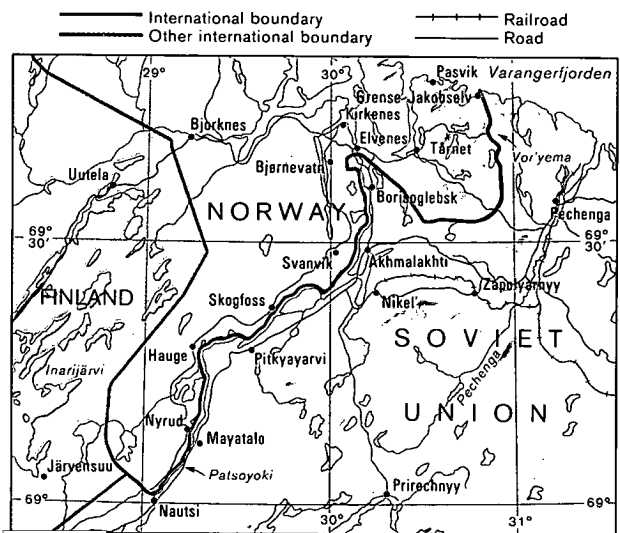 International boundary
Railroad
Other international boundary
Road
29°
30°
31°
Pasvik
Varangerfjorden
Grense-
Jakobselv
Kirkenes
Bjorknes
Elvenes
Tårnet
Vor'yema
Bjørnevatn
Uutela
Borisoglebsk
Pechenga
NORWAY
69°
30'
69°
30'
Svanvik
Akhmalakhti
FINLAND
Skogfoss
Nikel'
Zapolyarnyy
SOVIET
Hauge
Pitkyayarvi
Inarijärvi
Pechenga
UNION
Nyrud
Mayatalo
Järvensuu
Patsoyoki
Prirechnyy
69°
Nautsi
69°
30°
31°